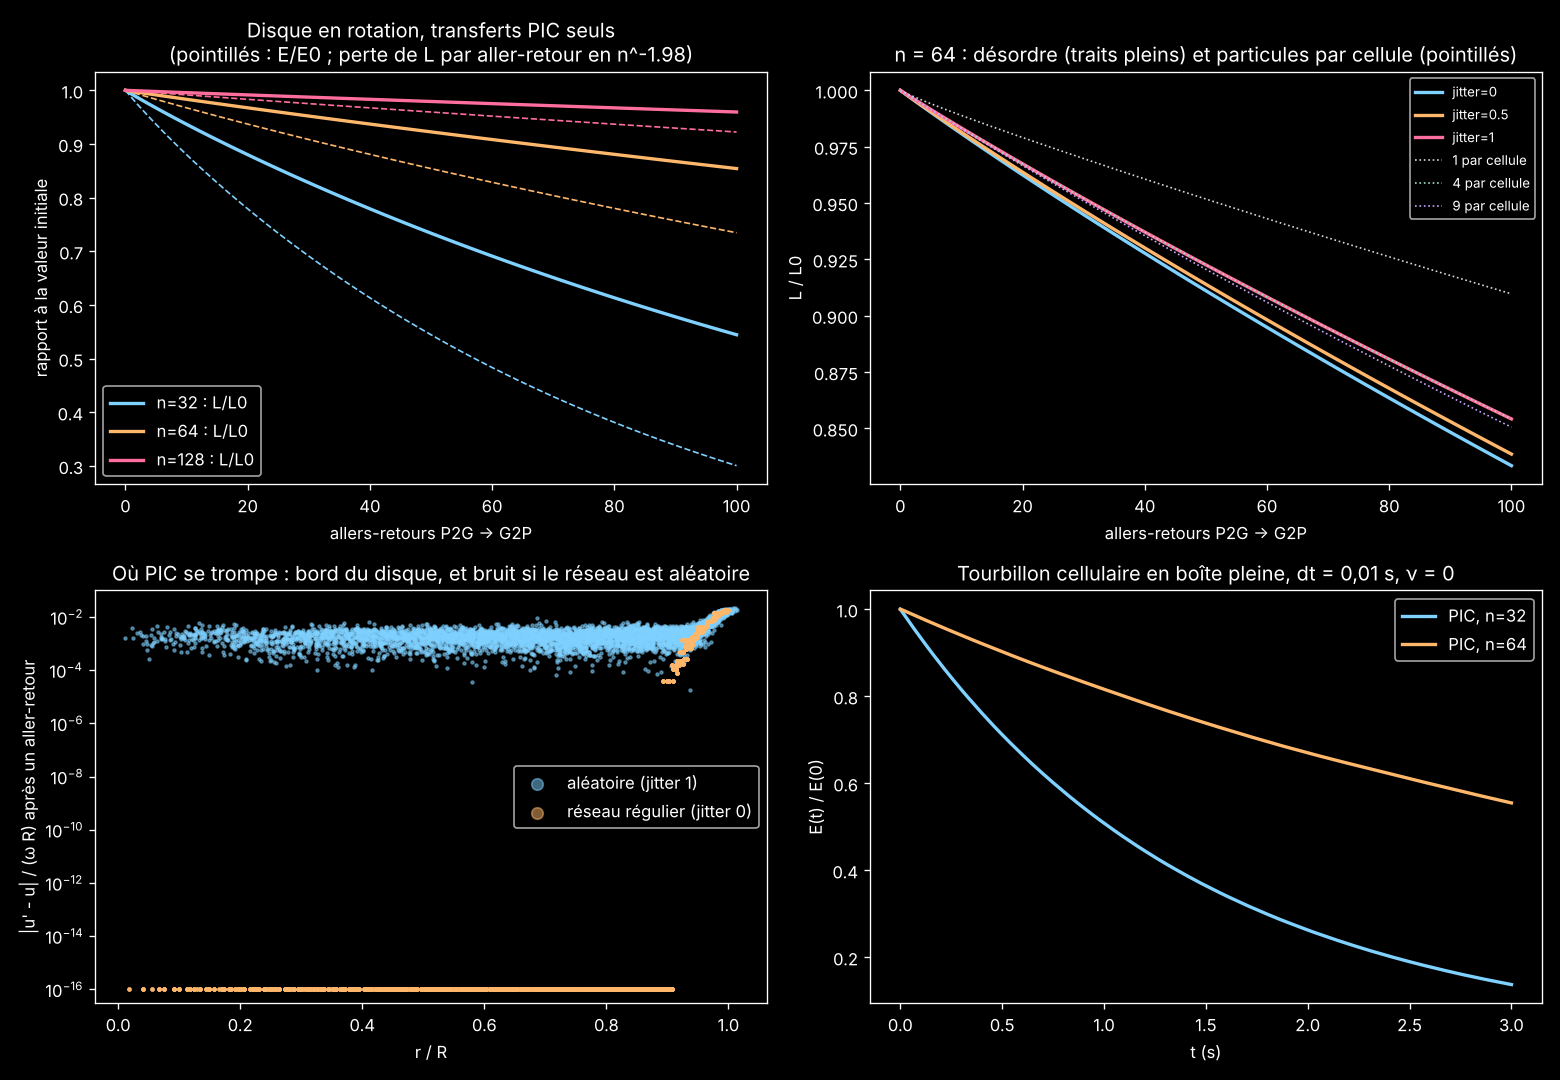 Disque en rotation, transferts PIC seuls
(pointillés : E/E0 ; perte de L par aller-retour en n^-1.98)
rapport à la valeur initiale
1.0
0.9
0.8
0.7
0.6
0.5
0.4
0.3
n=32 : L/L0
n=64 : L/L0
n=128 : L/L0
0 20 40 60 80 100
allers-retours P2G → G2P
n = 64 : désordre (traits pleins) et particules par cellule (pointillés)
L / L0
1.000
0.975
0.950
0.925
0.900
0.875
0.850
jitter=0
jitter=0.5
jitter=1
1 par cellule
4 par cellule
9 par cellule
0 20 40 60 80 100
allers-retours P2G → G2P
Où PIC se trompe : bord du disque, et bruit si le réseau est aléatoire
|u' - u| / (ω R) après un aller-retour
10⁻²
10⁻⁴
10⁻⁶
10⁻⁸
10⁻¹⁰
10⁻¹²
10⁻¹⁴
10⁻¹⁶
aléatoire (jitter 1)
réseau régulier (jitter 0)
0.0 0.2 0.4 0.6 0.8 1.0
r / R
Tourbillon cellulaire en boîte pleine, dt = 0,01 s, ν = 0
E(t) / E(0)
1.0
0.8
0.6
0.4
0.2
PIC, n=32
PIC, n=64
0.0 0.5 1.0 1.5 2.0 2.5 3.0
t (s)